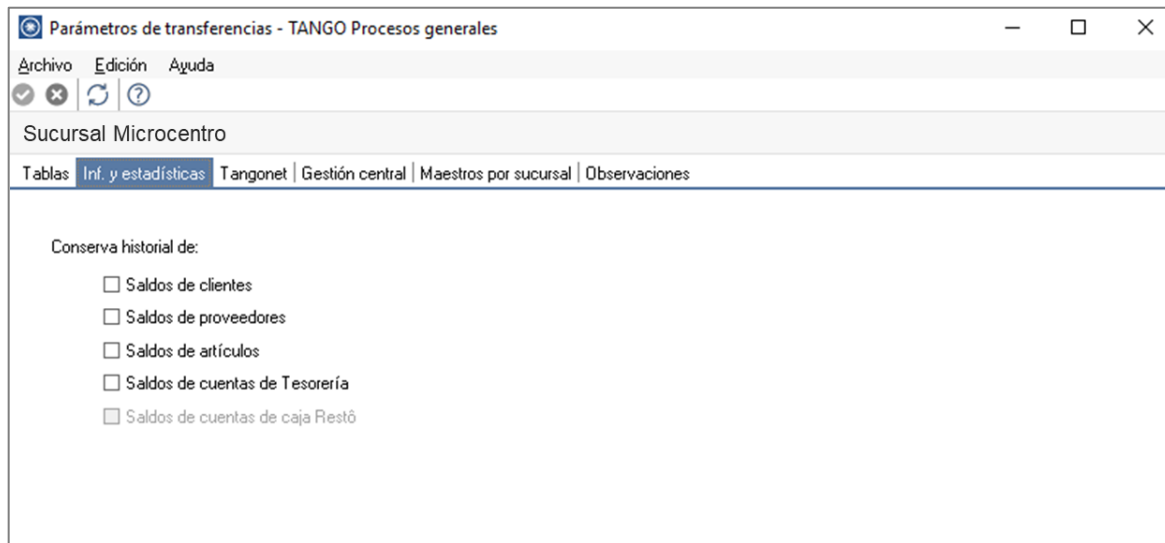 Parámetros de transferencias - TANGO Procesos generales
Archivo Edición Ayuda
Sucursal Microcentro
Tablas Inf. y estadísticas Tangonet Gestión central Maestros por sucursal Observaciones
Conserva historial de:
Saldos de clientes
Saldos de proveedores
Saldos de artículos
Saldos de cuentas de Tesorería
Saldos de cuentas de caja Restô